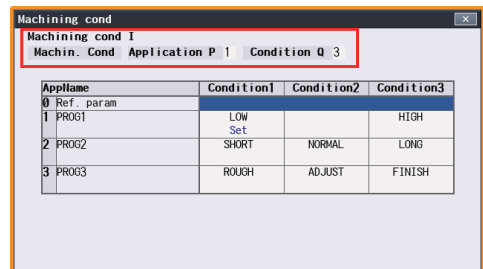 Machining cond
Machining cond I
Machin. Cond Application P 1 Condition Q 3
AppName Condition1 Condition2 Condition3
0 Ref. param
1 PROG1 LOW HIGH
Set
2 PROG2 SHORT NORMAL LONG
3 PROG3 ROUGH ADJUST FINISH